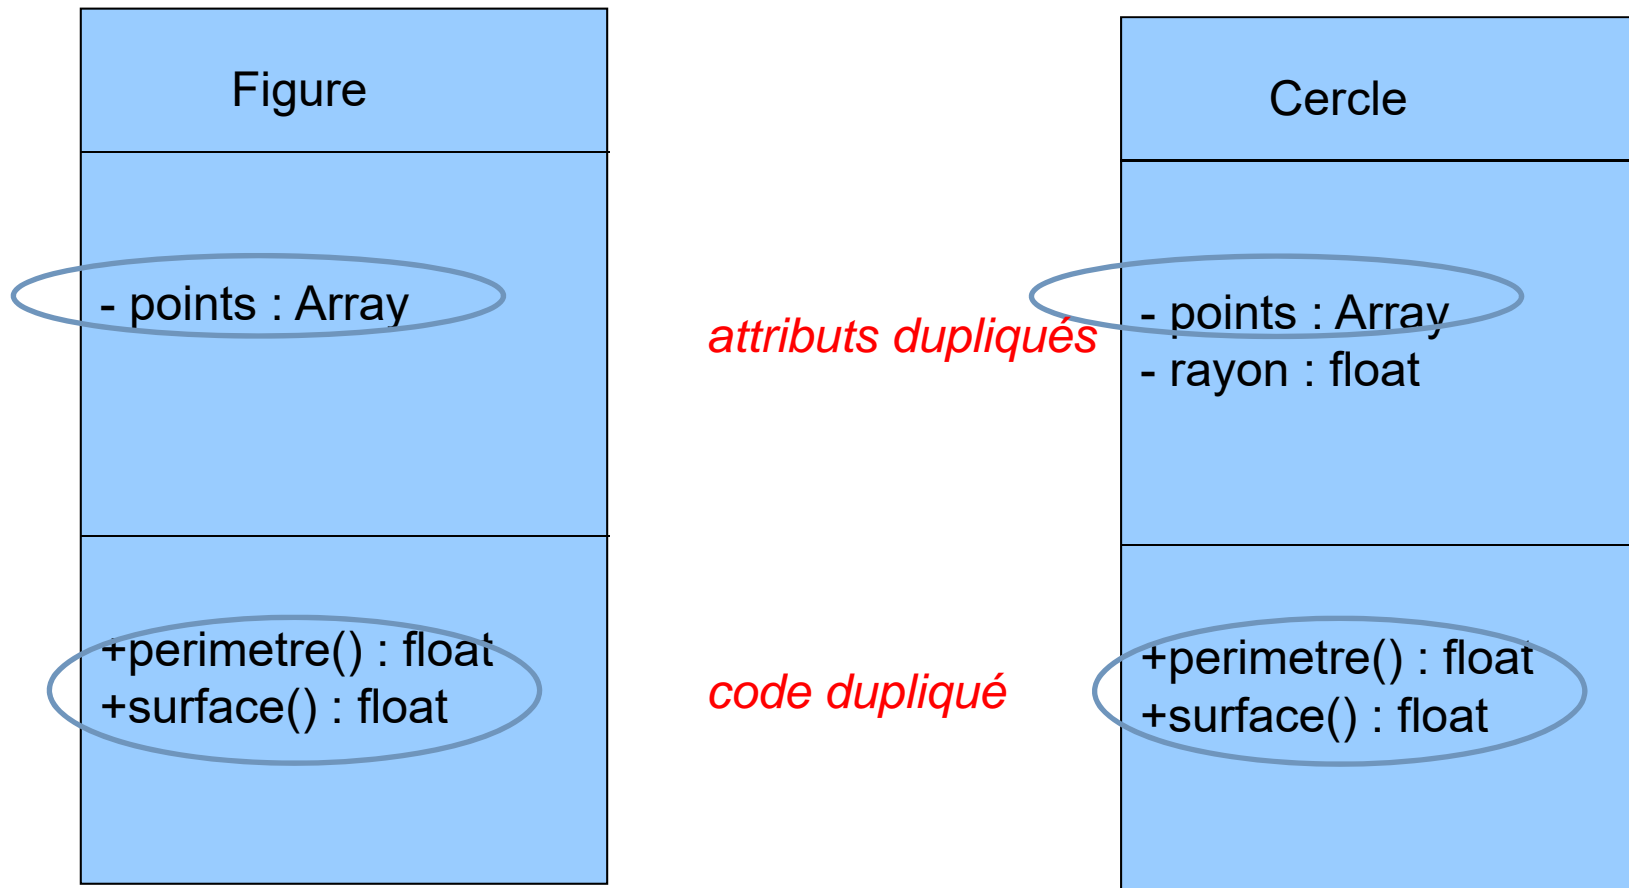 Figure
- points : Array
+perimetre() : float
+surface() : float
attributs dupliqués
code dupliqué
Cercle
- points : Array
- rayon : float
+perimetre() : float
+surface() : float